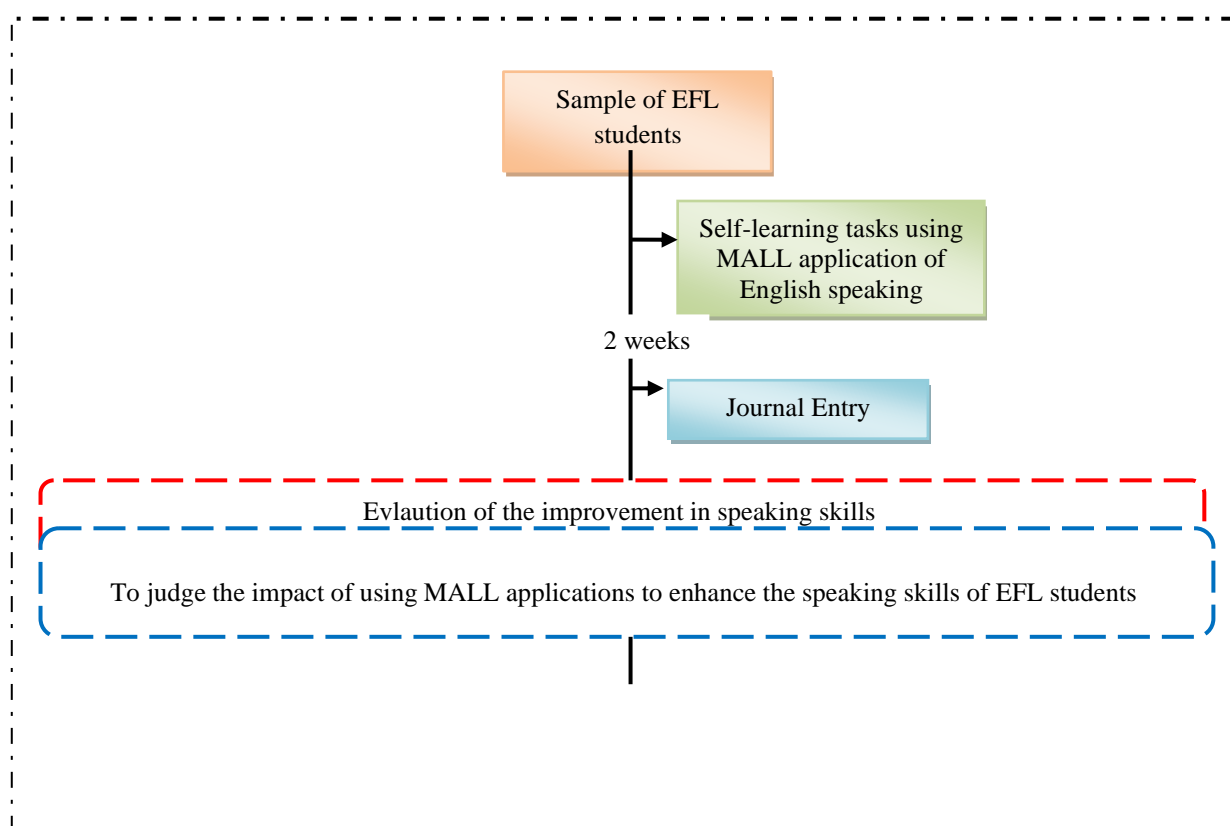 Sample of EFL
students
Self-learning tasks using
MALL application of
English speaking
2 weeks
Journal Entry
Evlaution of the improvement in speaking skills
To judge the impact of using MALL applications to enhance the speaking skills of EFL students